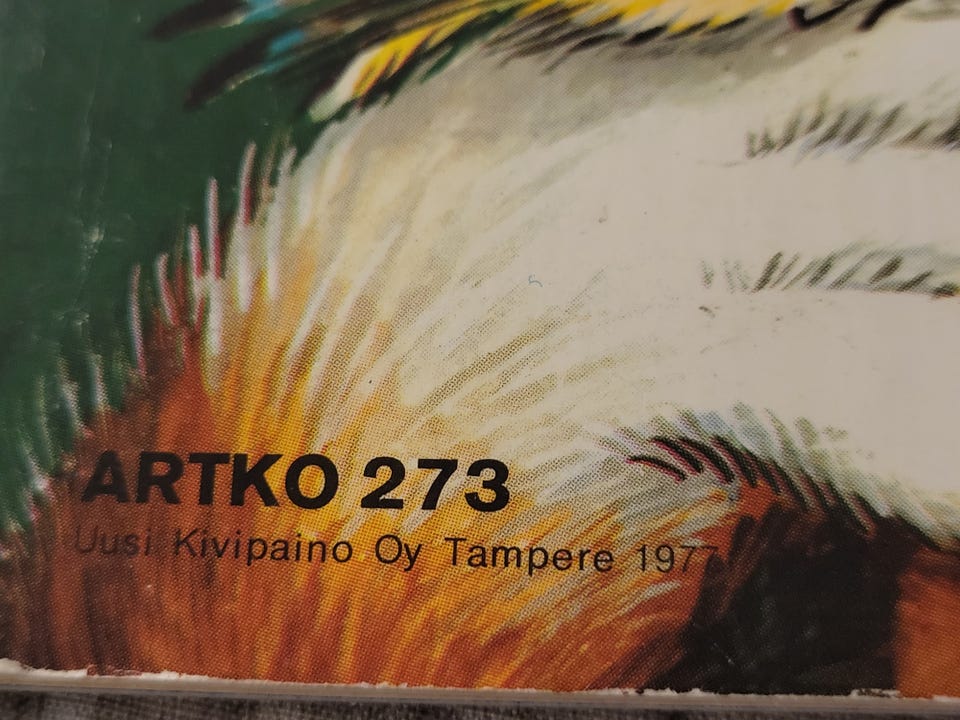 ARTKO 273
Uusi Kivipaino Oy Tampere 1977